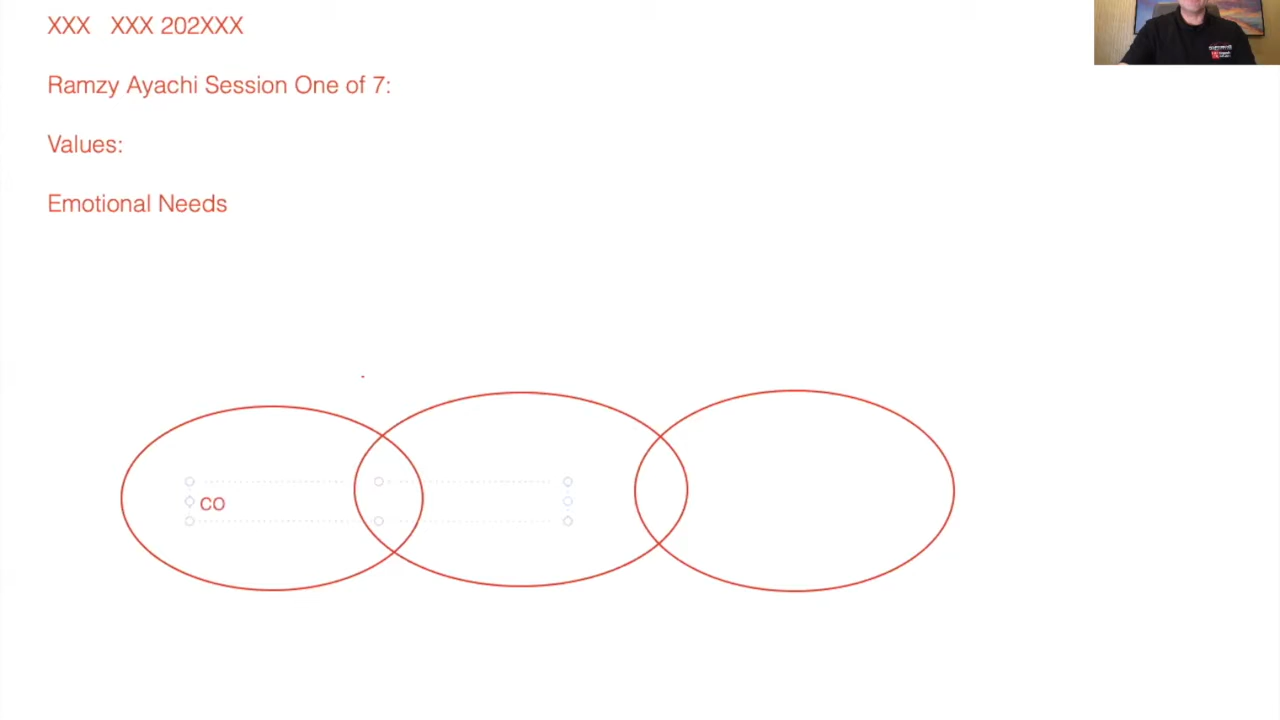 XXX XXX 202XXX
Ramzy Ayachi Session One of 7:
Values:
Emotional Needs
co